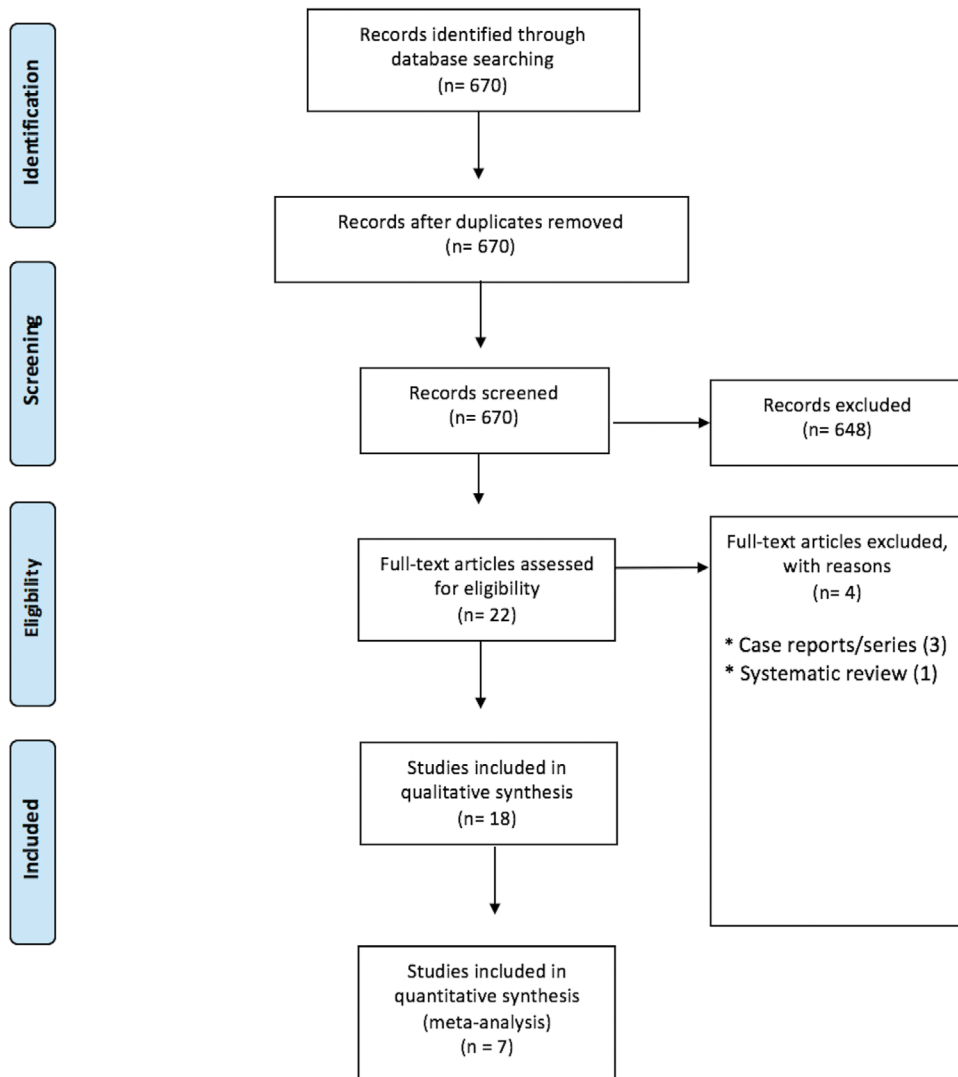 Identification
Records identified through
database searching
(n= 670)
Records after duplicates removed
(n= 670)
Screening
Records screened
(n= 670)
Records excluded
(n= 648)
Eligibility
Full-text articles assessed
for eligibility
(n= 22)
Full-text articles excluded,
with reasons
(n= 4)
* Case reports/series (3)
* Systematic review (1)
Included
Studies included in
qualitative synthesis
(n= 18)
Studies included in
quantitative synthesis
(meta-analysis)
(n = 7)